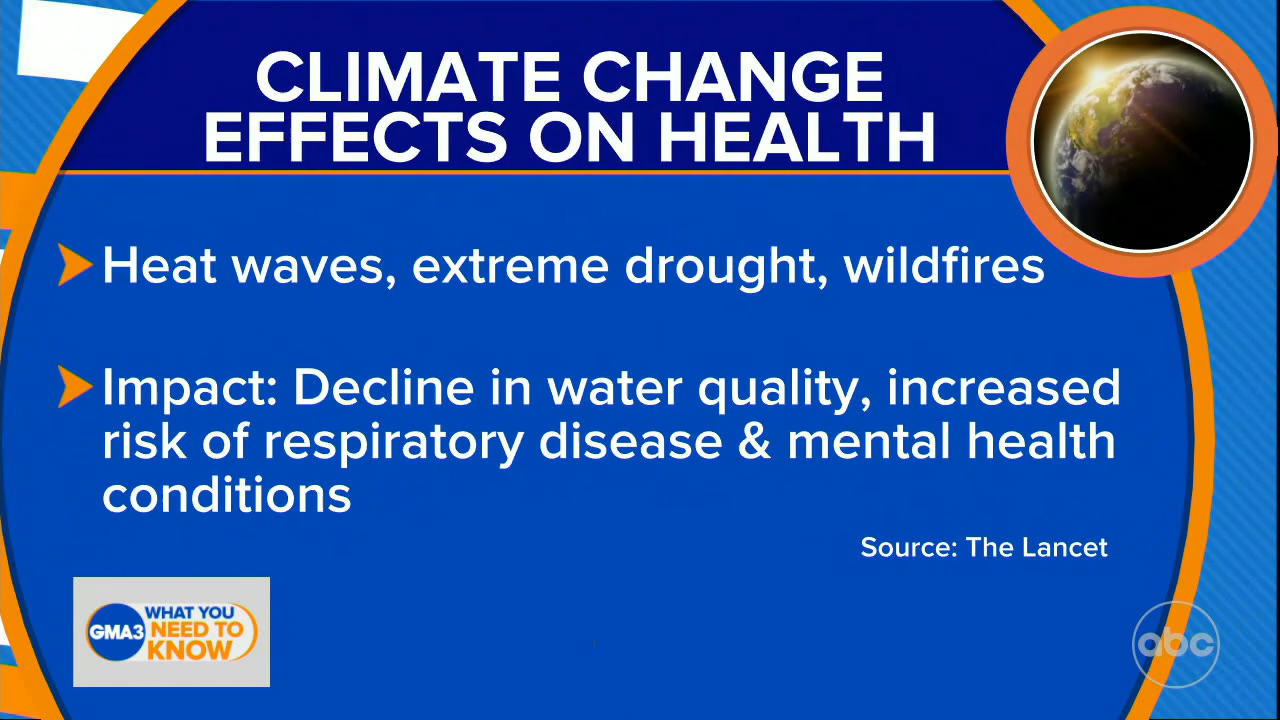 CLIMATE CHANGE
EFFECTS ON HEALTH
Heat waves, extreme drought, wildfires
Impact: Decline in water quality, increased
risk of respiratory disease & mental health
conditions
Source: The Lancet
GMA3
WHAT YOU
NEED TO
KNOW
abc